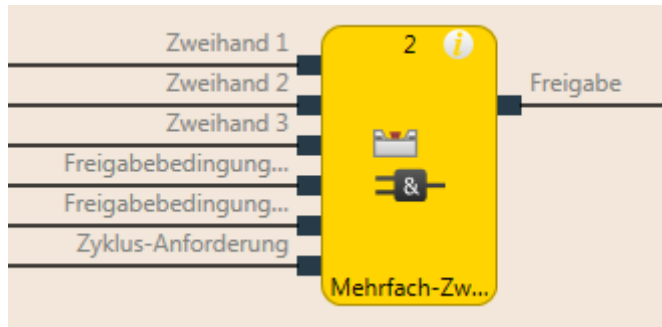 Zweihand 1
Zweihand 2
Zweihand 3
Freigabebedingung...
Freigabebedingung...
Zyklus-Anforderung
2
i
&
Mehrfach-Zw...
Freigabe